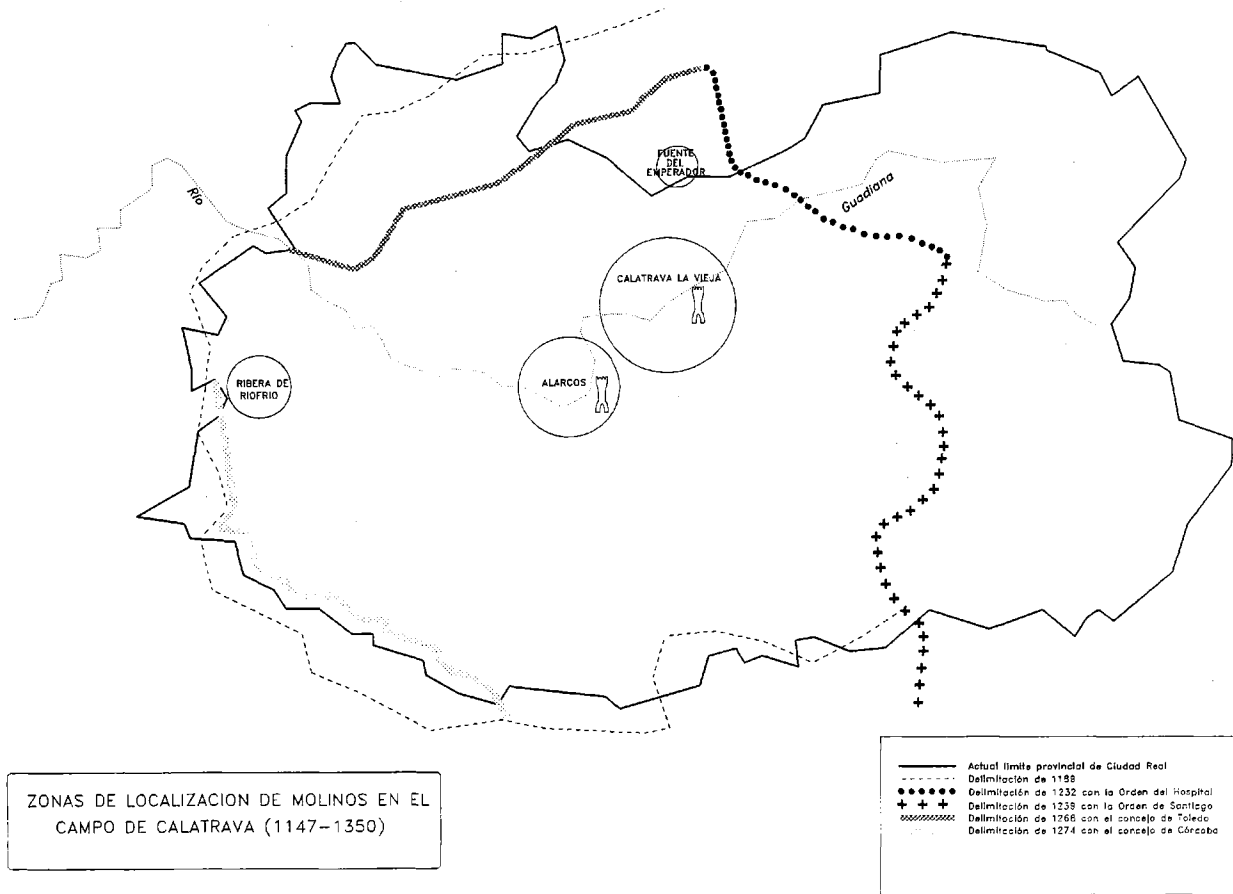 FUENTE
DEL
EMPERADOR
Río
Guadiana
CALATRAVA LA VIEJA
ALARCOS
RIBERA DE
RIOFRIO
ZONAS DE LOCALIZACION DE MOLINOS EN EL
CAMPO DE CALATRAVA (1147-1350)
Actual límite provincial de Ciudad Real
Delimitación de 1189
Delimitación de 1232 con la Orden del Hospital
Delimitación de 1239 con la Orden de Santiago
Delimitación de 1266 con el concejo de Toledo
Delimitación de 1274 con el concejo de Córdoba